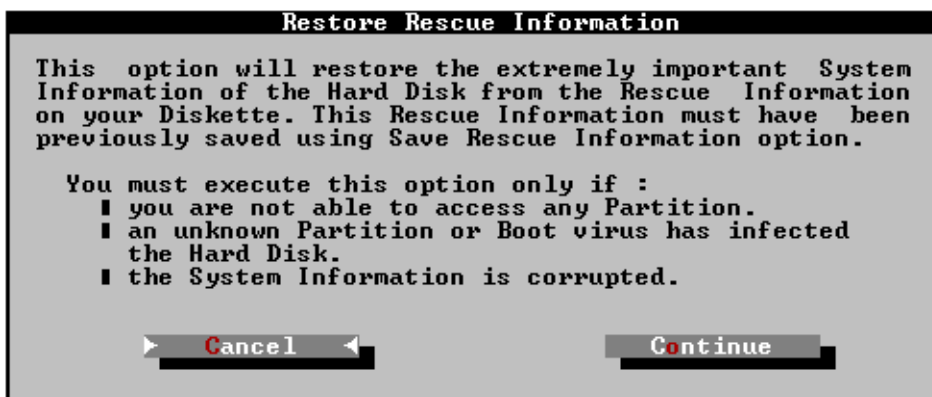 Restore Rescue Information
This option will restore the extremely important System
Information of the Hard Disk from the Rescue Information
on your Diskette. This Rescue Information must have been
previously saved using Save Rescue Information option.
You must execute this option only if :
▮ you are not able to access any Partition.
▮ an unknown Partition or Boot virus has infected
the Hard Disk.
▮ the System Information is corrupted.
Cancel Continue